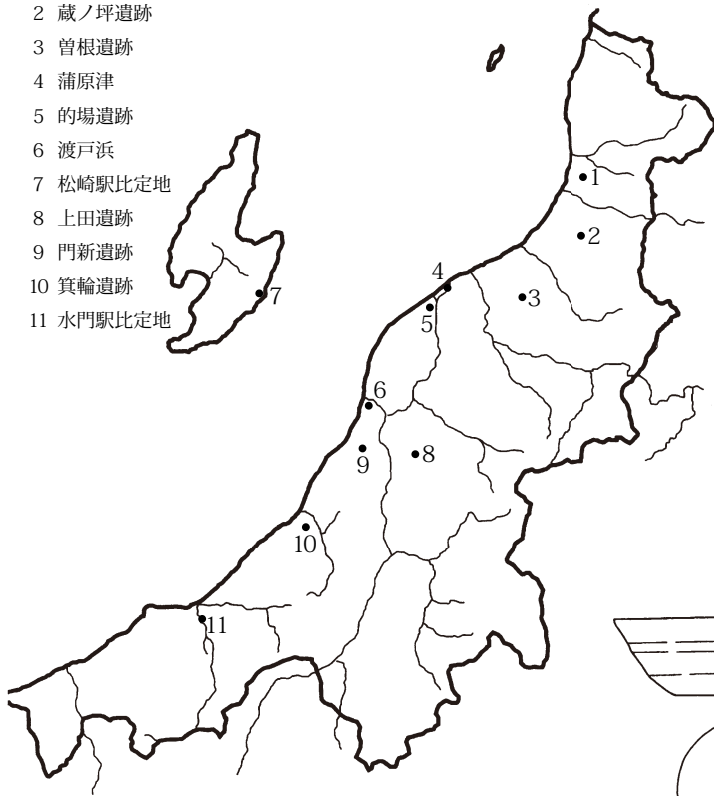 2 蔵ノ坪遺跡
3 曽根遺跡
4 蒲原津
5 的場遺跡
6 渡戸浜
7 松崎駅比定地
8 上田遺跡
9 門新遺跡
10 箕輪遺跡
11 水門駅比定地
1
2
4
3
7
5
6
8
9
10
11